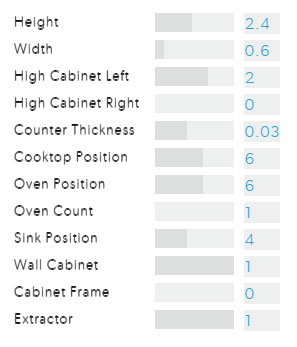 Height 2.4
Width 0.6
High Cabinet Left 2
High Cabinet Right 0
Counter Thickness 0.03
Cooktop Position 6
Oven Position 6
Oven Count 1
Sink Position 4
Wall Cabinet 1
Cabinet Frame 0
Extractor 1